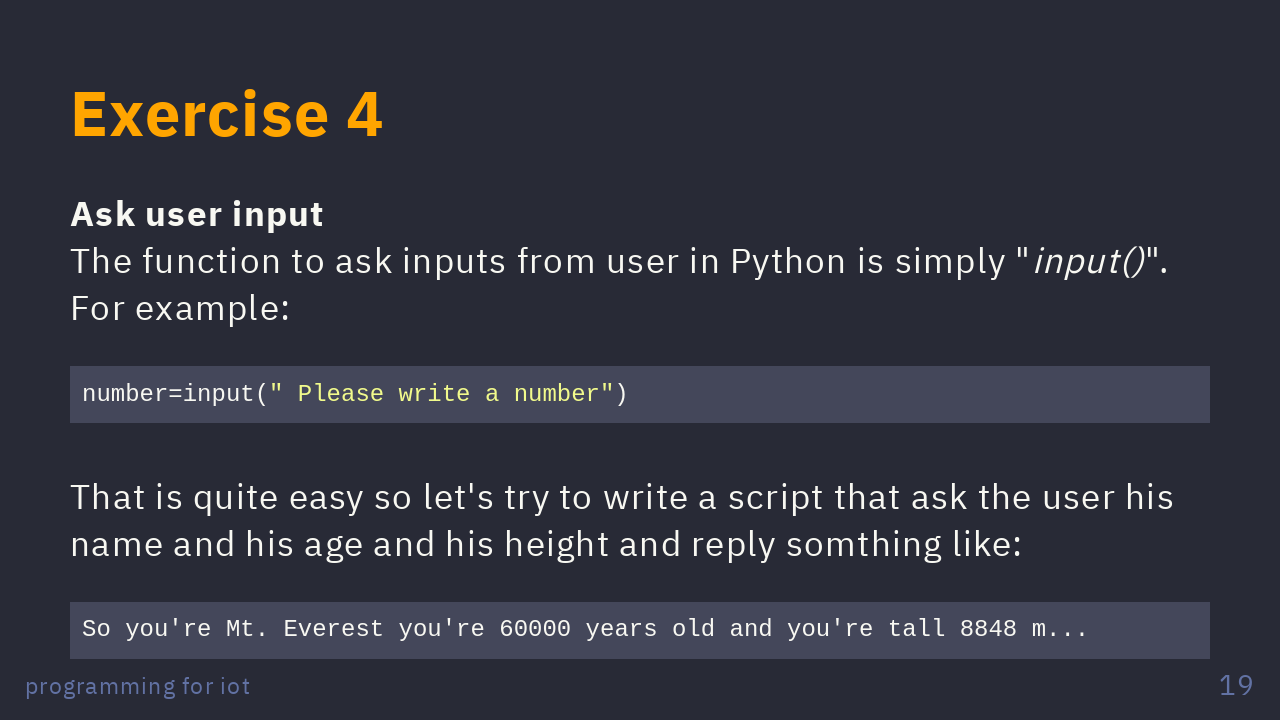 Exercise 4
Ask user input
The function to ask inputs from user in Python is simply "input()".
For example:
number=input(" Please write a number")
That is quite easy so let's try to write a script that ask the user his
name and his age and his height and reply somthing like:
So you're Mt. Everest you're 60000 years old and you're tall 8848 m...
programming for iot
19